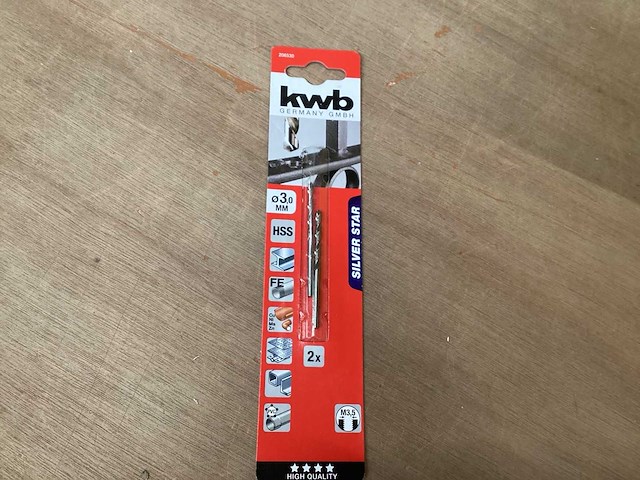 kwb
GERMANY GMBH
Ø3,0
MM
HSS
SILVER STAR
FE
2x
M3,5
HIGH QUALITY